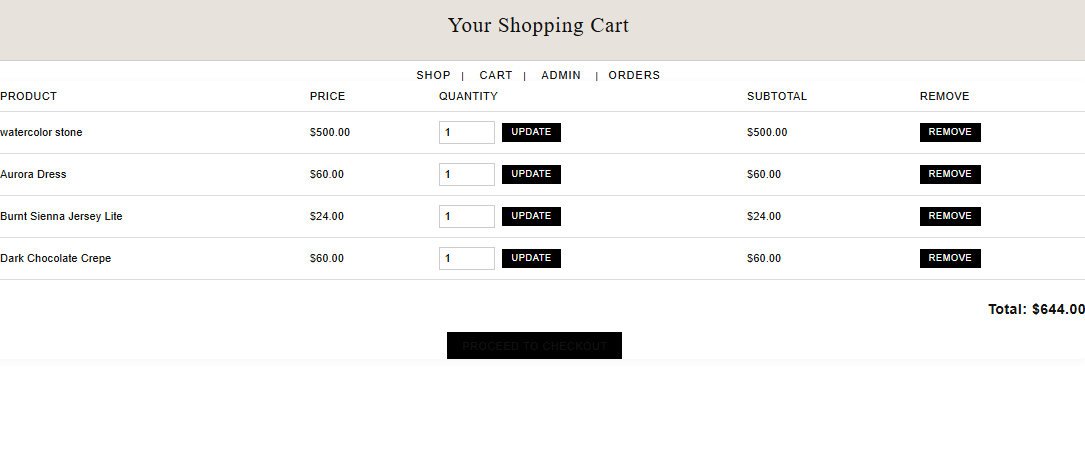 Your Shopping Cart
SHOP | CART | ADMIN | ORDERS
PRODUCT PRICE QUANTITY SUBTOTAL REMOVE
watercolor stone $500.00 1 UPDATE $500.00 REMOVE
Aurora Dress $60.00 1 UPDATE $60.00 REMOVE
Burnt Sienna Jersey Lite $24.00 1 UPDATE $24.00 REMOVE
Dark Chocolate Crepe $60.00 1 UPDATE $60.00 REMOVE
Total: $644.00
PROCEED TO CHECKOUT